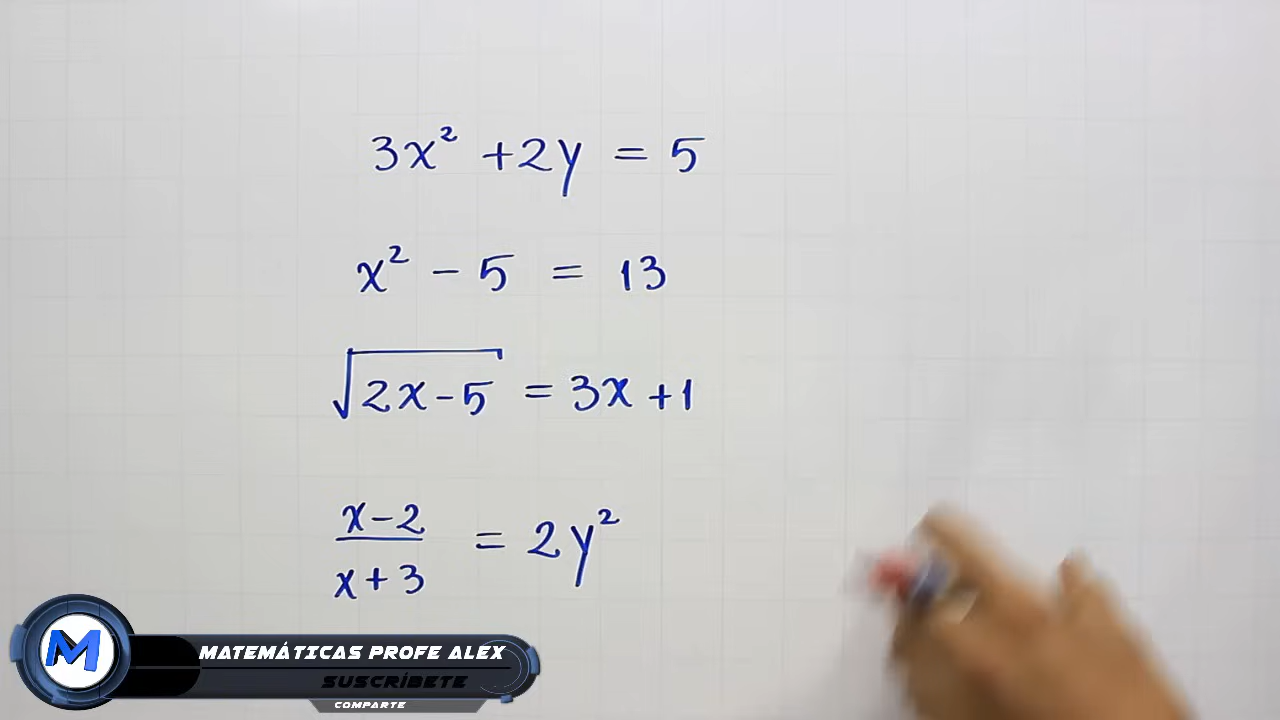 3x² + 2y = 5
x² - 5 = 13
√(2x-5) = 3x + 1
(x-2)/(x+3) = 2y²
MATEMÁTICAS PROFE ALEX
SUSCRÍBETE
COMPARTE